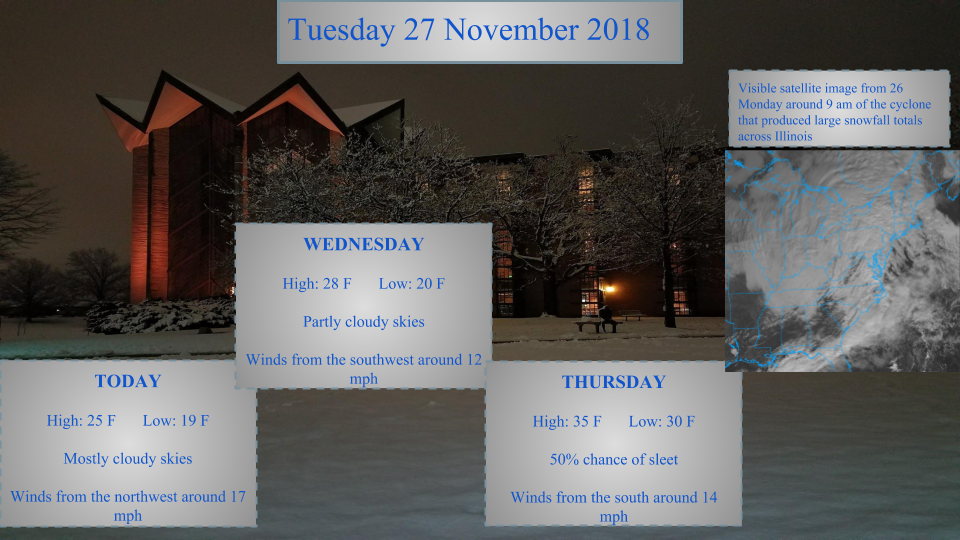 Tuesday 27 November 2018
Visible satellite image from 26
Monday around 9 am of the cyclone
that produced large snowfall totals
across Illinois
TODAY
High: 25 F Low: 19 F
Mostly cloudy skies
Winds from the northwest around 17
mph
WEDNESDAY
High: 28 F Low: 20 F
Partly cloudy skies
Winds from the southwest around 12
mph
THURSDAY
High: 35 F Low: 30 F
50% chance of sleet
Winds from the south around 14
mph